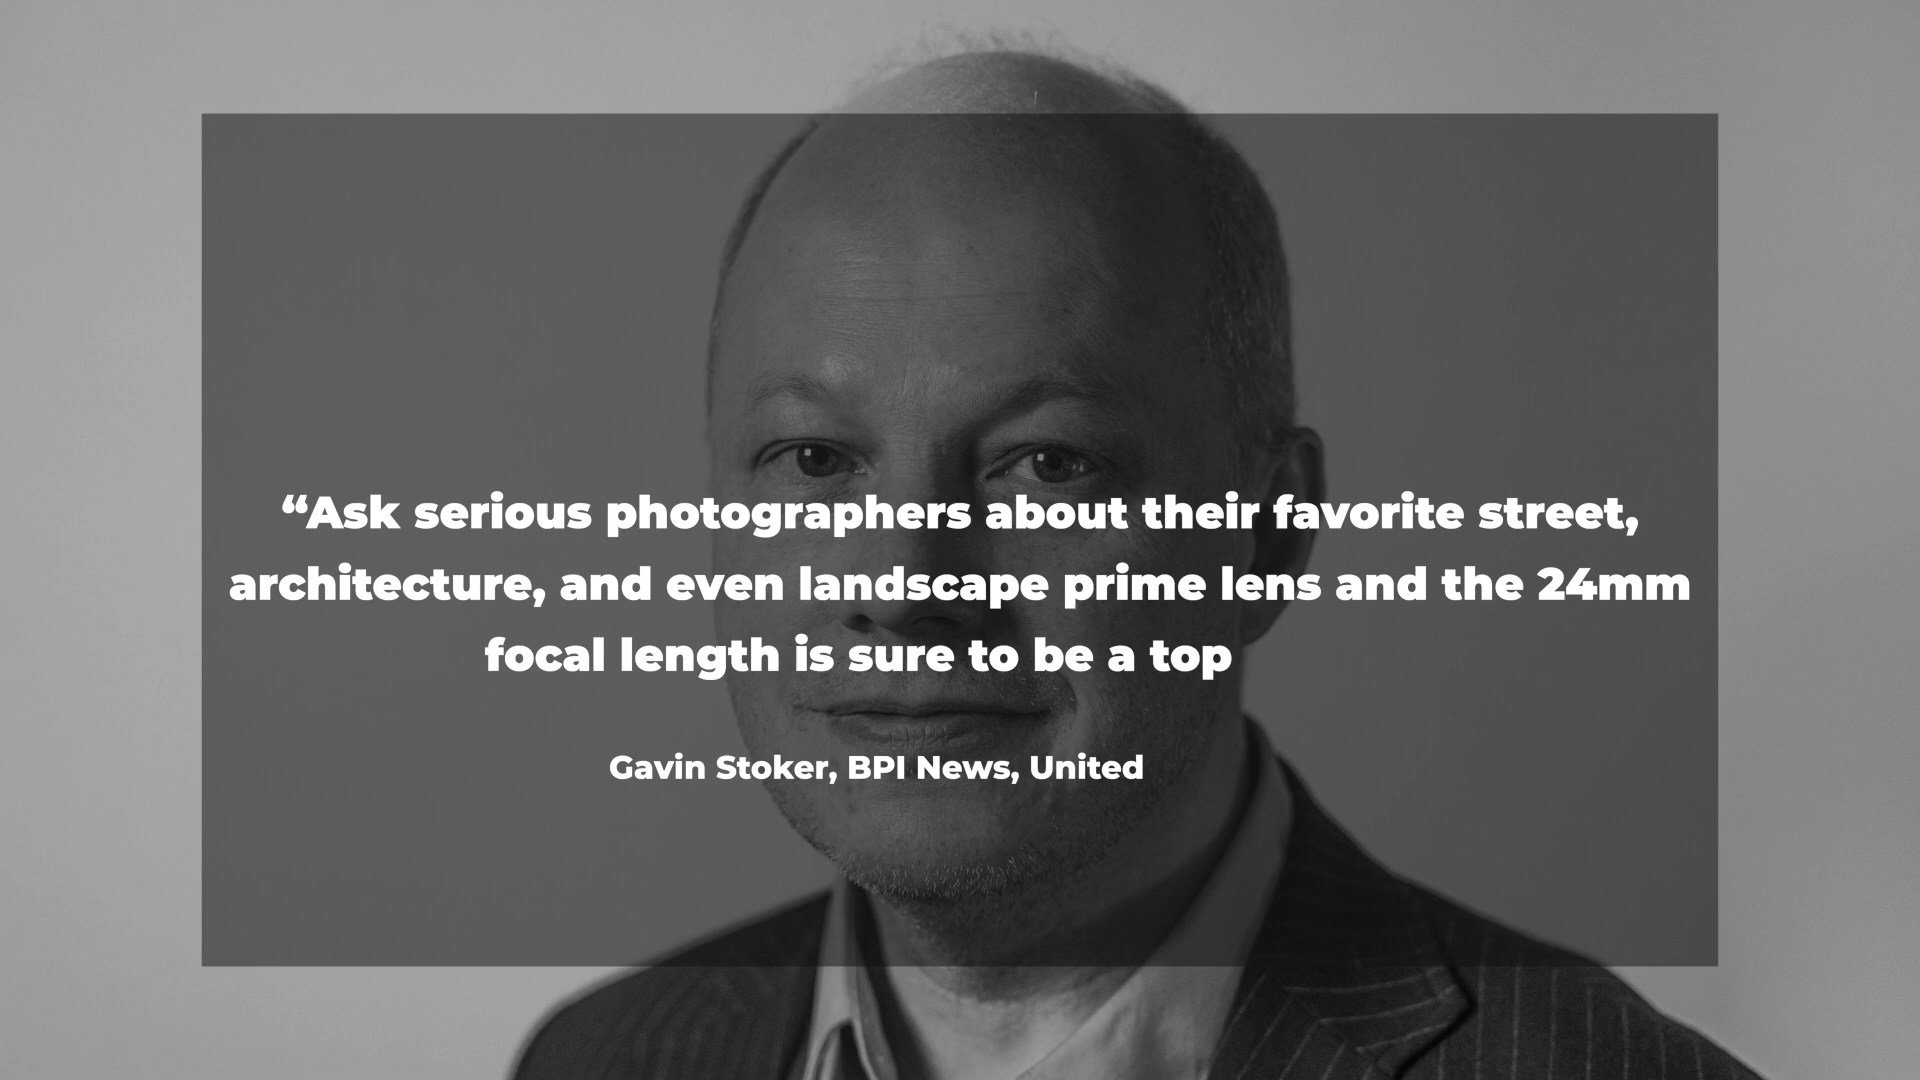 “Ask serious photographers about their favorite street,
architecture, and even landscape prime lens and the 24mm
focal length is sure to be a top
Gavin Stoker, BPI News, United